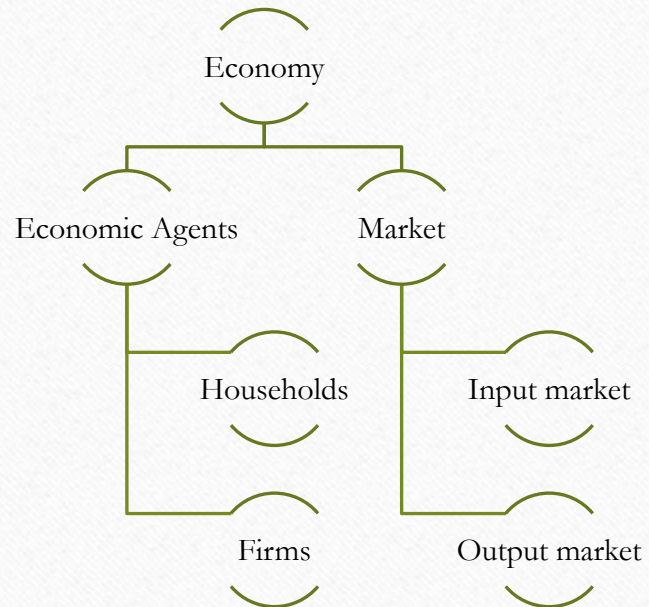 Economy
Economic Agents
Market
Households
Input market
Firms
Output market